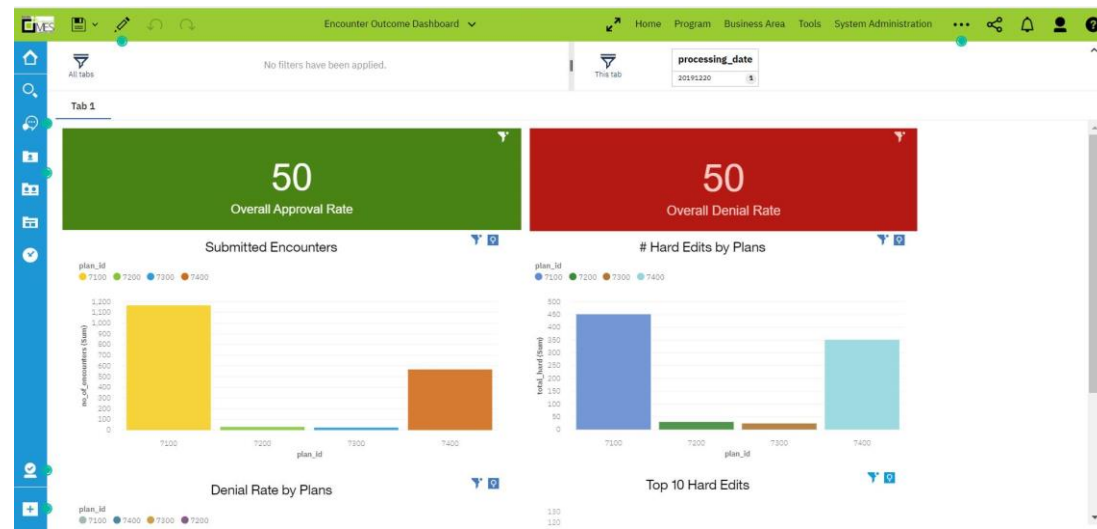 MES
Encounter Outcome Dashboard
Home Program Business Area Tools System Administration
All tabs
No filters have been applied.
This tab
processing_date
20191220 1
Tab 1
50
Overall Approval Rate
50
Overall Denial Rate
Submitted Encounters
plan_id
7100 7200 7300 7400
no_of_encounters (Sum)
1,200
1,100
1,000
900
800
700
600
500
400
300
200
100
0
7100 7200 7300 7400
plan_id
# Hard Edits by Plans
plan_id
7100 7200 7300 7400
total_hard (Sum)
500
450
400
350
300
250
200
150
100
50
0
7100 7200 7300 7400
plan_id
Denial Rate by Plans
plan_id
7100 7400 7300 7200
Top 10 Hard Edits
130
120